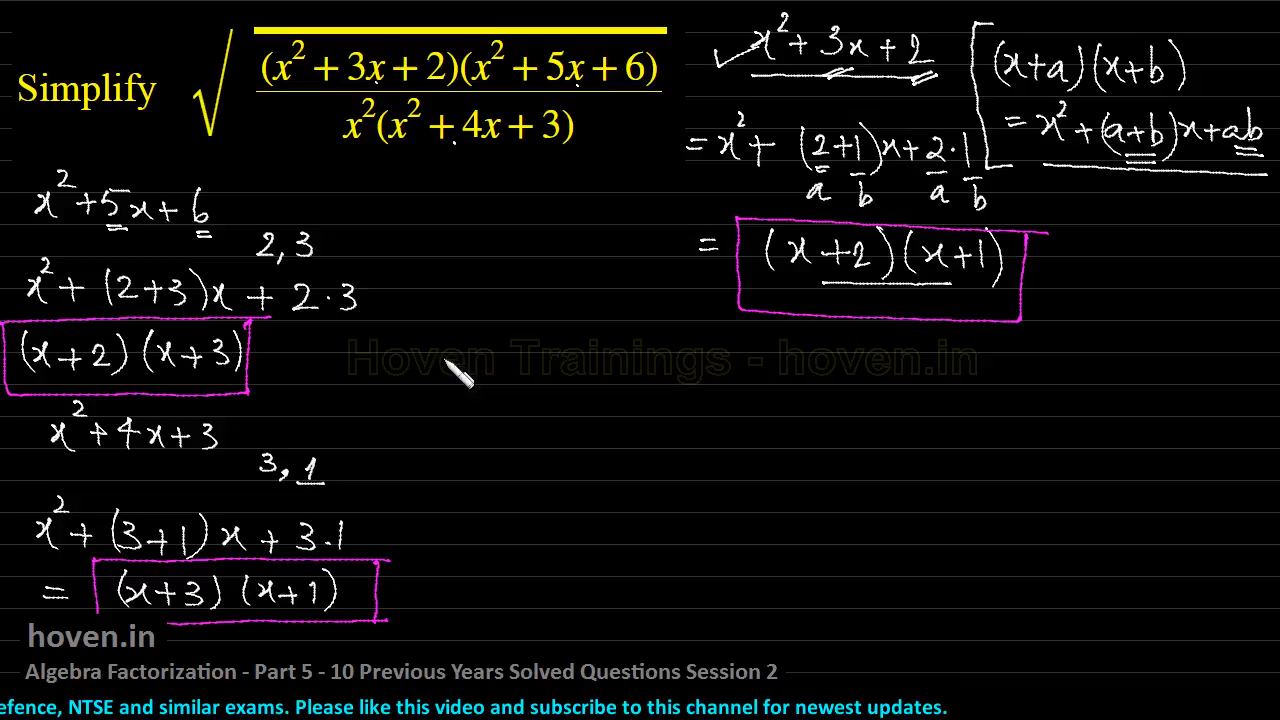 Simplify √((x² + 3x + 2)(x² + 5x + 6) / x²(x² + 4x + 3))
x² + 3x + 2
(x+a)(x+b)
= x² + (a+b)x + ab
= x² + (2+1)x + 2·1
a b a b
= (x+2)(x+1)
x² + 5x + 6
2, 3
x² + (2+3)x + 2·3
(x+2)(x+3)
x² + 4x + 3
3, 1
x² + (3+1)x + 3·1
= (x+3)(x+1)
Hoven Trainings - hoven.in
hoven.in
Algebra Factorization - Part 5 - 10 Previous Years Solved Questions Session 2
efence, NTSE and similar exams. Please like this video and subscribe to this channel for newest updates.